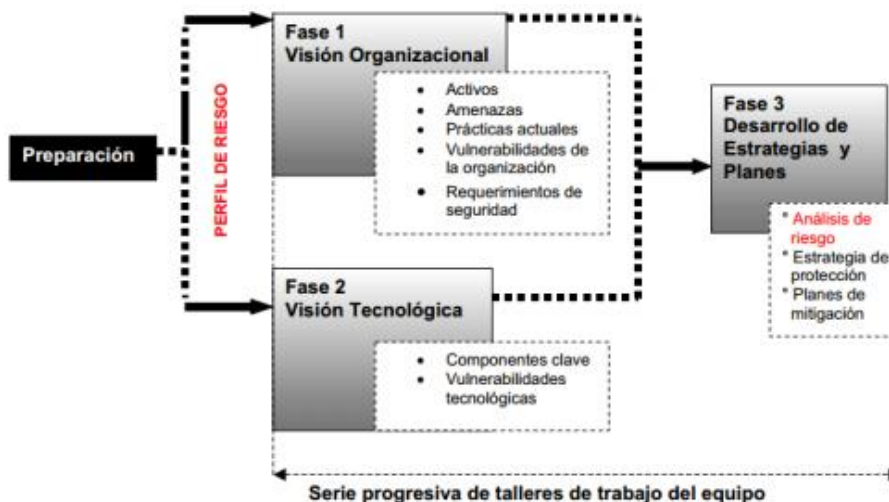 Preparación
PERFIL DE RIESGO
Fase 1
Visión Organizacional
• Activos
• Amenazas
• Prácticas actuales
• Vulnerabilidades de
la organización
• Requerimientos de
seguridad
Fase 2
Visión Tecnológica
• Componentes clave
• Vulnerabilidades
tecnológicas
Fase 3
Desarrollo de
Estrategias y
Planes
* Análisis de
riesgo
* Estrategia de
protección
* Planes de
mitigación
Serie progresiva de talleres de trabajo del equipo